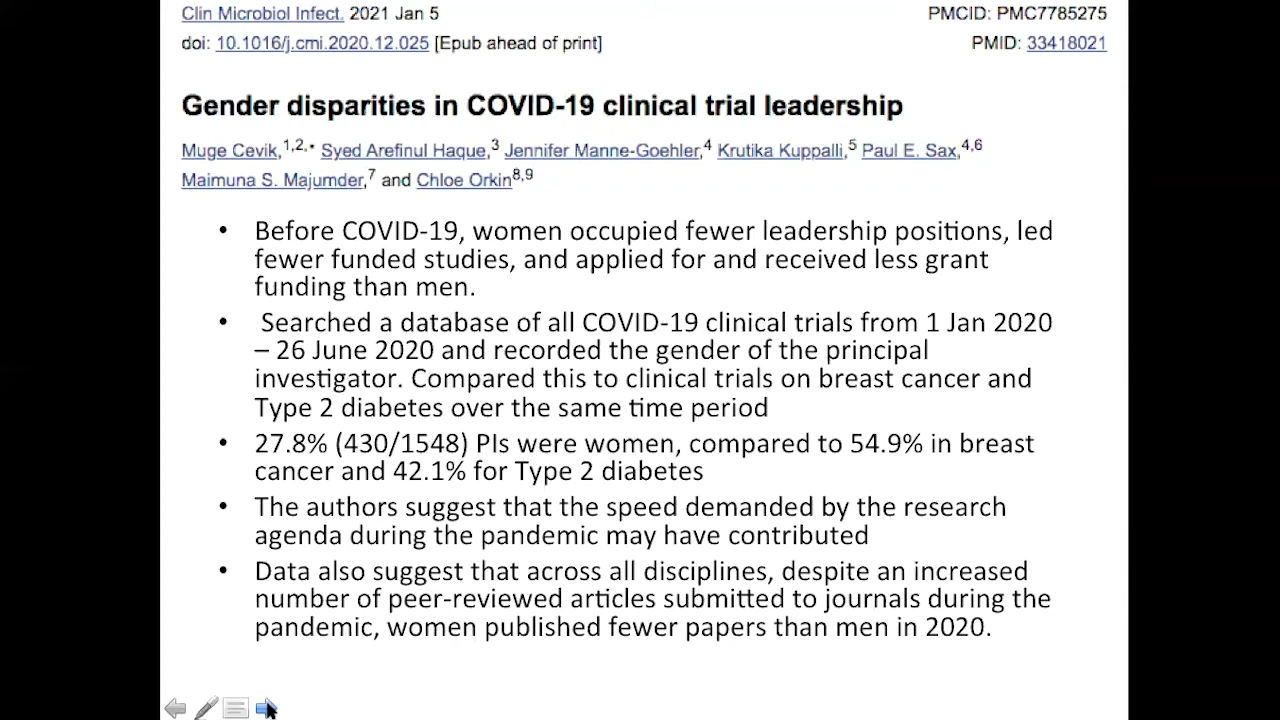 Clin Microbiol Infect. 2021 Jan 5 PMCID: PMC7785275
doi: 10.1016/j.cmi.2020.12.025 [Epub ahead of print] PMID: 33418021
Gender disparities in COVID-19 clinical trial leadership
Muge Cevik,1,2,* Syed Arefinul Haque,3 Jennifer Manne-Goehler,4 Krutika Kuppalli,5 Paul E. Sax,4,6
Maimuna S. Majumder,7 and Chloe Orkin8,9
• Before COVID-19, women occupied fewer leadership positions, led
fewer funded studies, and applied for and received less grant
funding than men.
• Searched a database of all COVID-19 clinical trials from 1 Jan 2020
– 26 June 2020 and recorded the gender of the principal
investigator. Compared this to clinical trials on breast cancer and
Type 2 diabetes over the same time period
• 27.8% (430/1548) PIs were women, compared to 54.9% in breast
cancer and 42.1% for Type 2 diabetes
• The authors suggest that the speed demanded by the research
agenda during the pandemic may have contributed
• Data also suggest that across all disciplines, despite an increased
number of peer-reviewed articles submitted to journals during the
pandemic, women published fewer papers than men in 2020.